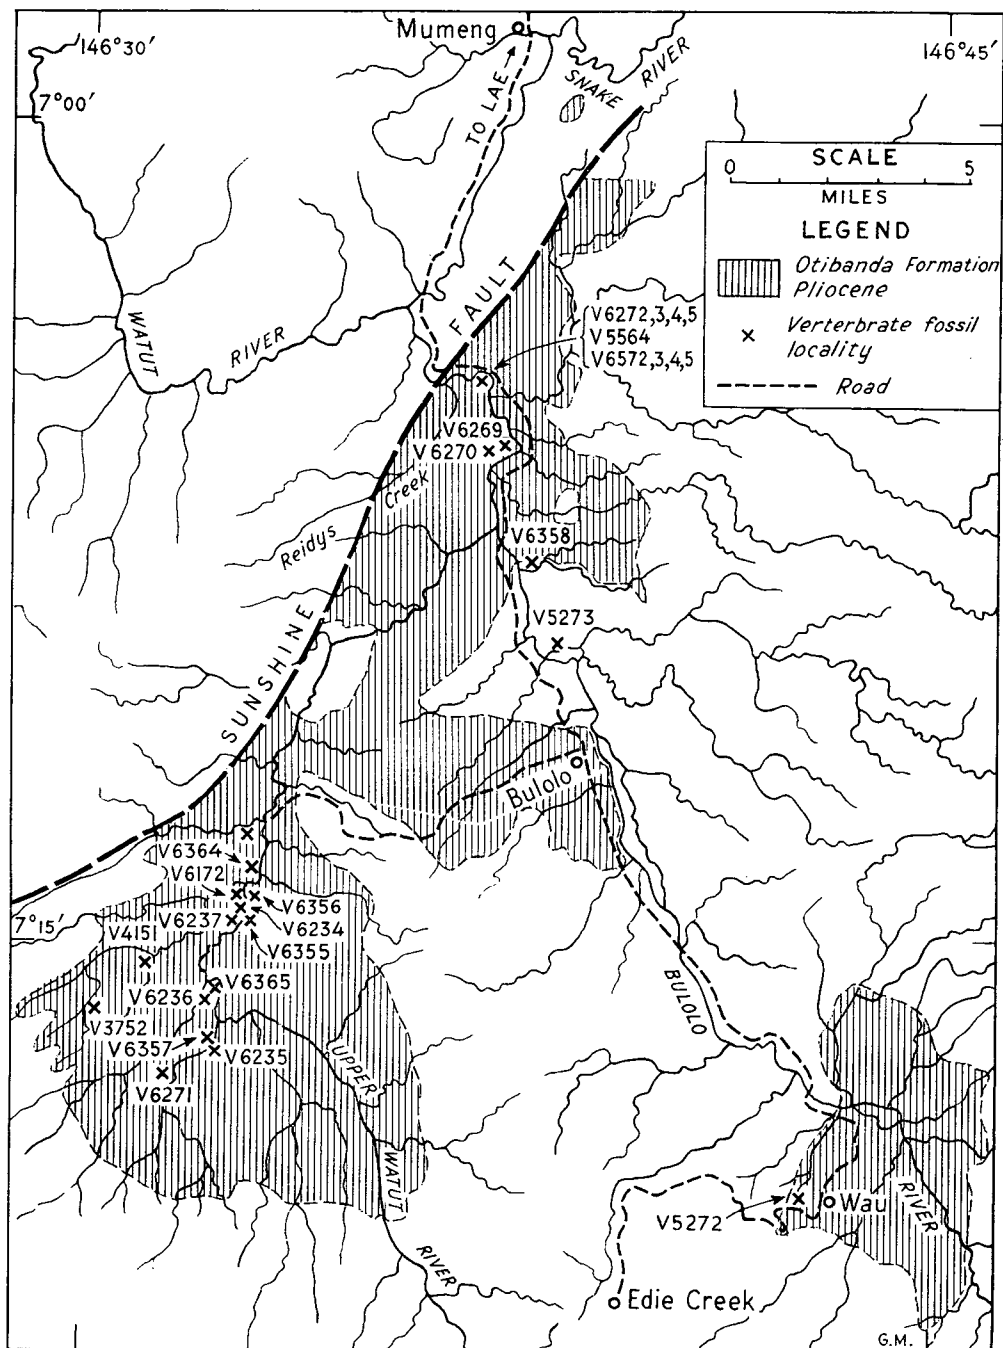 Mumeng
146°30′
146°45′
7°00′
TO LAE
SNAKE RIVER
SCALE
0 5
MILES
LEGEND
Otibanda Formation
Pliocene
Verterbrate fossil
locality
Road
WATUT RIVER
SUNSHINE FAULT
V6272,3,4,5
V5564
V6572,3,4,5
V6269
V6270
Reidys Creek
V6358
V5273
Bulolo
V6364
V6172
V6356
V6237
V6234
V6355
7°15′
V4151
V6365
V6236
V3752
V6357
V6235
V6271
UPPER WATUT RIVER
BULOLO RIVER
V5272
Wau
Edie Creek
G.M.